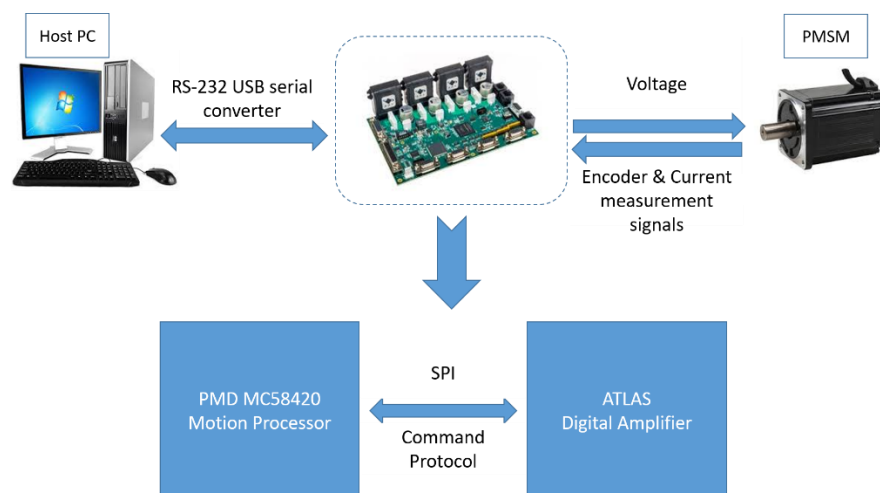 Host PC
PMSM
RS-232 USB serial
converter
Voltage
Encoder & Current
measurement
signals
PMD MC58420
Motion Processor
SPI
Command
Protocol
ATLAS
Digital Amplifier